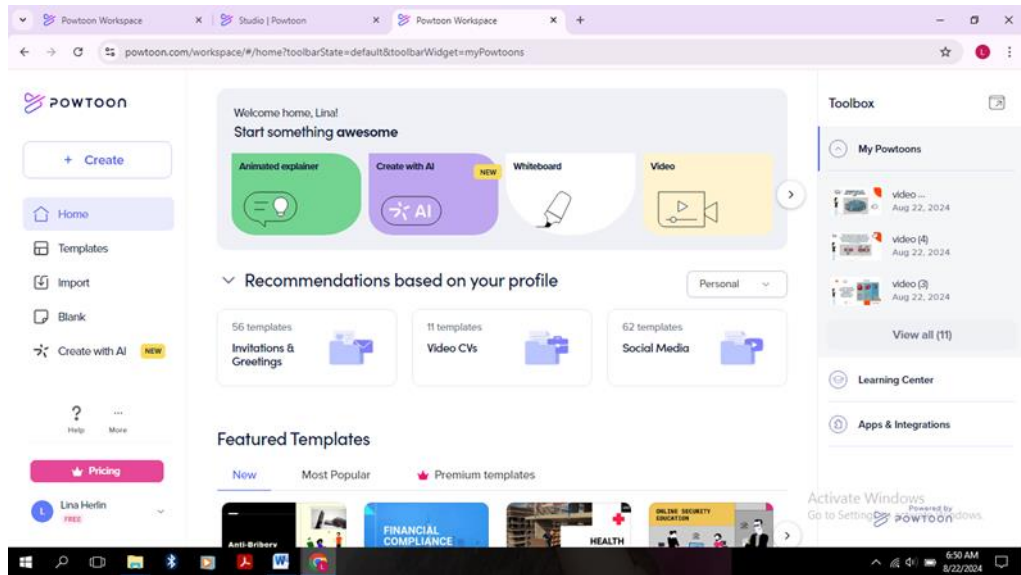 Powtoon Workspace
Studio | Powtoon
Powtoon Workspace
powtoon.com/workspace/#/home?toolbarState=default&toolbarWidget=myPowtoons
L
POWTOON
+ Create
Home
Templates
Import
Blank
Create with AI NEW
?
Help
...
More
Pricing
L
Lina Herlin
FREE
Welcome home, Lina!
Start something awesome
Animated explainer
Create with AI
NEW
AI
Whiteboard
Video
Recommendations based on your profile
Personal
56 templates
Invitations &
Greetings
11 templates
Video CVs
62 templates
Social Media
Featured Templates
New
Most Popular
Premium templates
Anti-Bribery
FINANCIAL
COMPLIANCE
HEALTH
ONLINE SECURITY
EDUCATION
Toolbox
My Powtoons
video ...
Aug 22, 2024
video (4)
Aug 22, 2024
video (3)
Aug 22, 2024
View all (11)
Learning Center
Apps & Integrations
Activate Windows
Go to Settings
Powered by
POWTOON
6:50 AM
8/22/2024